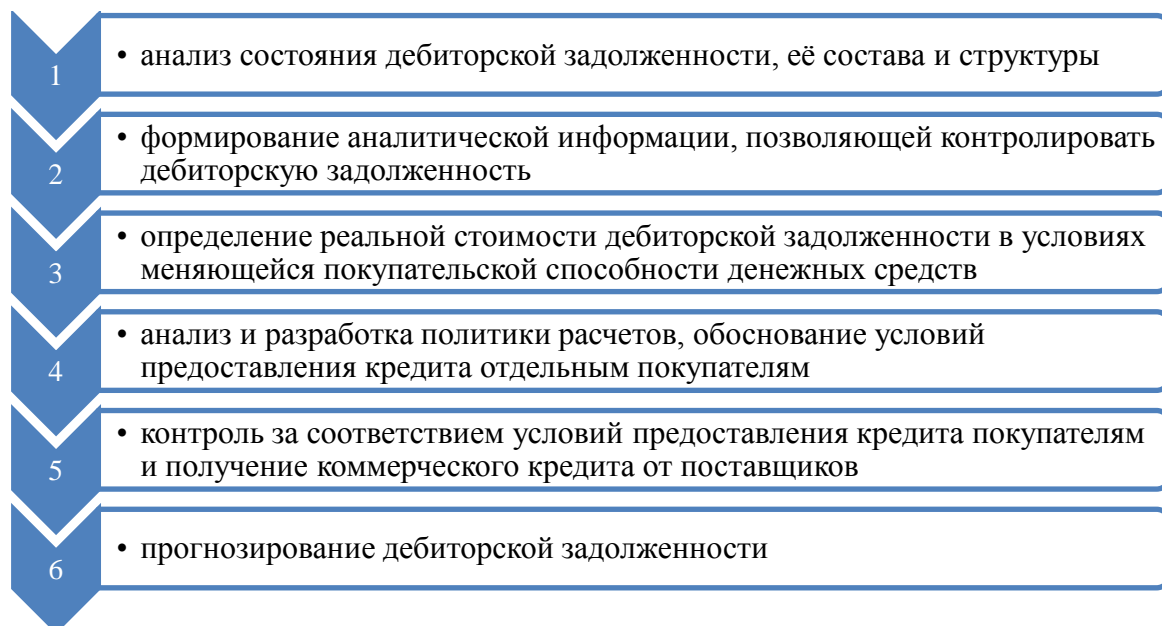 1
• анализ состояния дебиторской задолженности, её состава и структуры
2
• формирование аналитической информации, позволяющей контролировать
дебиторскую задолженность
3
• определение реальной стоимости дебиторской задолженности в условиях
меняющейся покупательской способности денежных средств
4
• анализ и разработка политики расчетов, обоснование условий
предоставления кредита отдельным покупателям
5
• контроль за соответствием условий предоставления кредита покупателям
и получение коммерческого кредита от поставщиков
6
• прогнозирование дебиторской задолженности